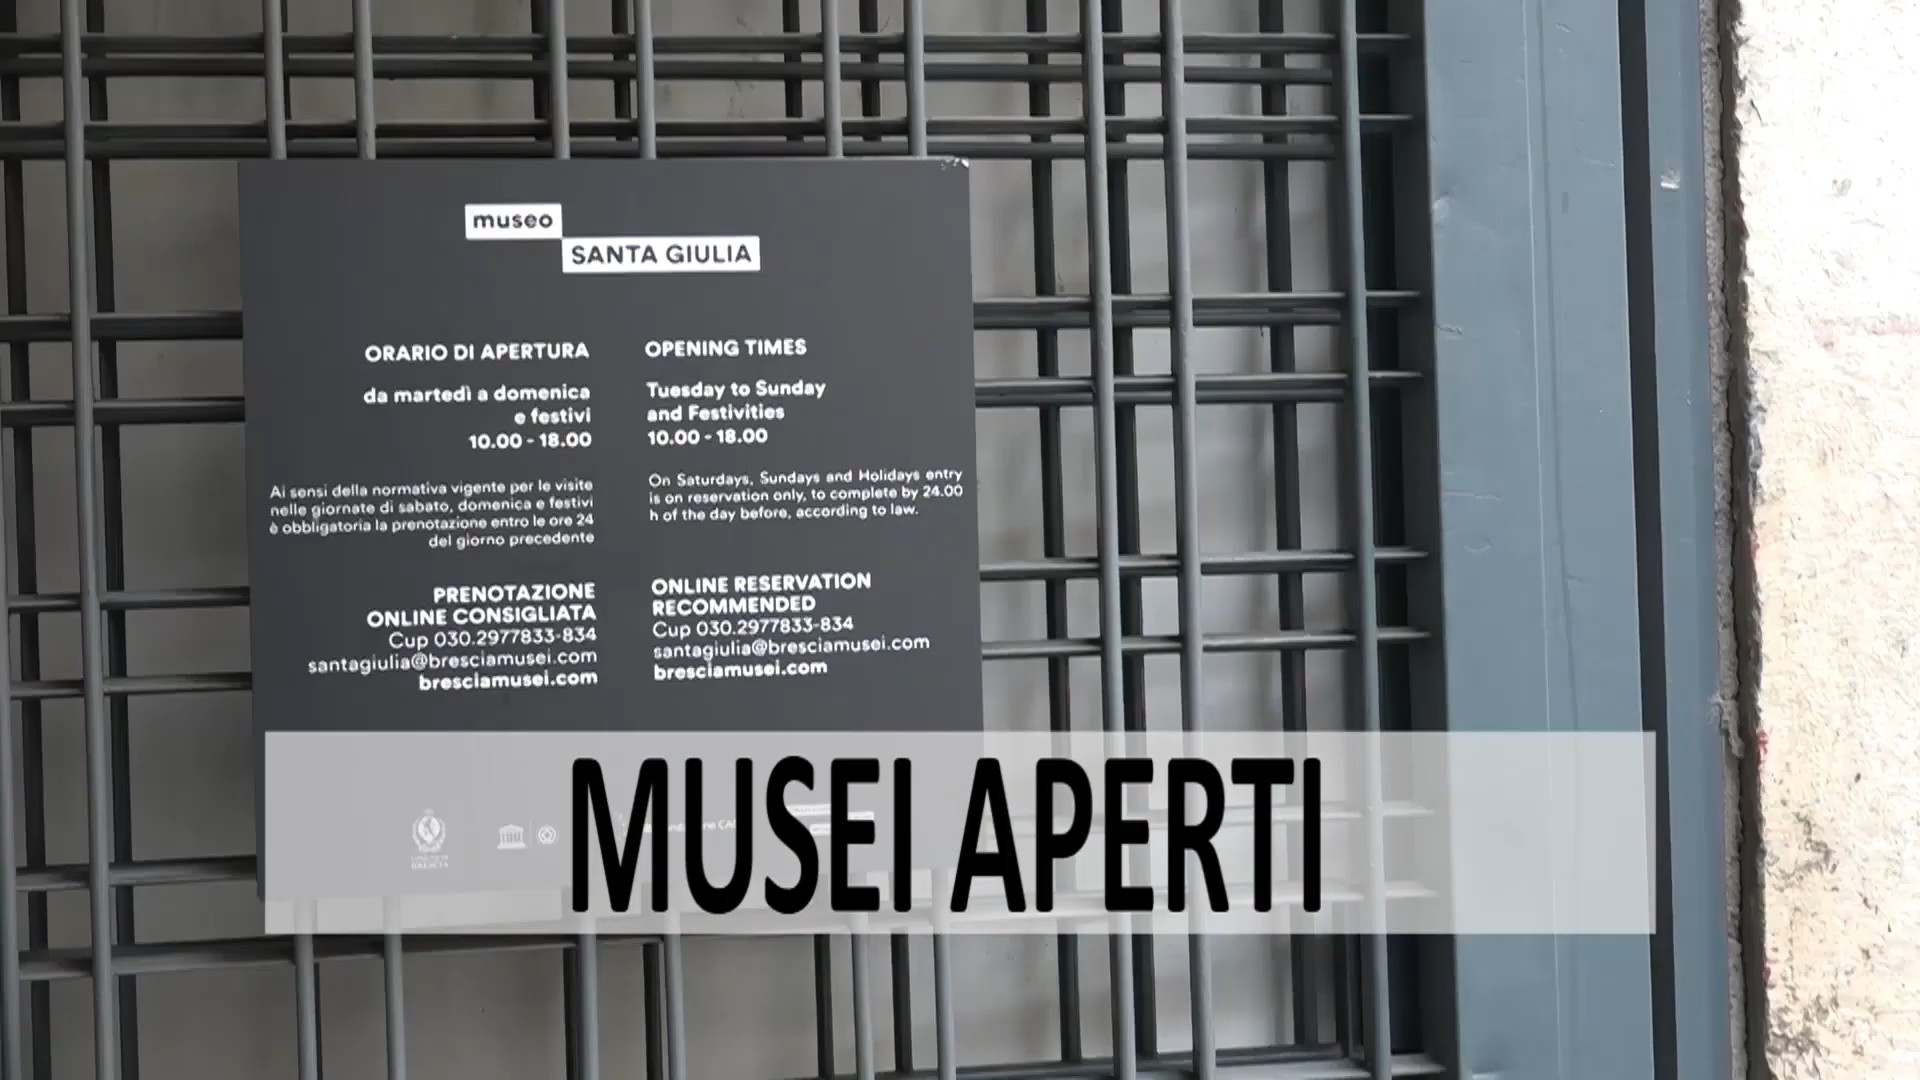 museo
SANTA GIULIA
ORARIO DI APERTURA
da martedì a domenica
e festivi
10.00 - 18.00
Ai sensi della normativa vigente per le visite
nelle giornate di sabato, domenica e festivi
è obbligatoria la prenotazione entro le ore 24
del giorno precedente
PRENOTAZIONE
ONLINE CONSIGLIATA
Cup 030.2977833-834
santagiulia@bresciamusei.com
bresciamusei.com
OPENING TIMES
Tuesday to Sunday
and Festivities
10.00 - 18.00
On Saturdays, Sundays and Holidays entry
is on reservation only, to complete by 24.00
h of the day before, according to law.
ONLINE RESERVATION
RECOMMENDED
Cup 030.2977833-834
santagiulia@bresciamusei.com
bresciamusei.com
MUSEI APERTI
BRESCIA